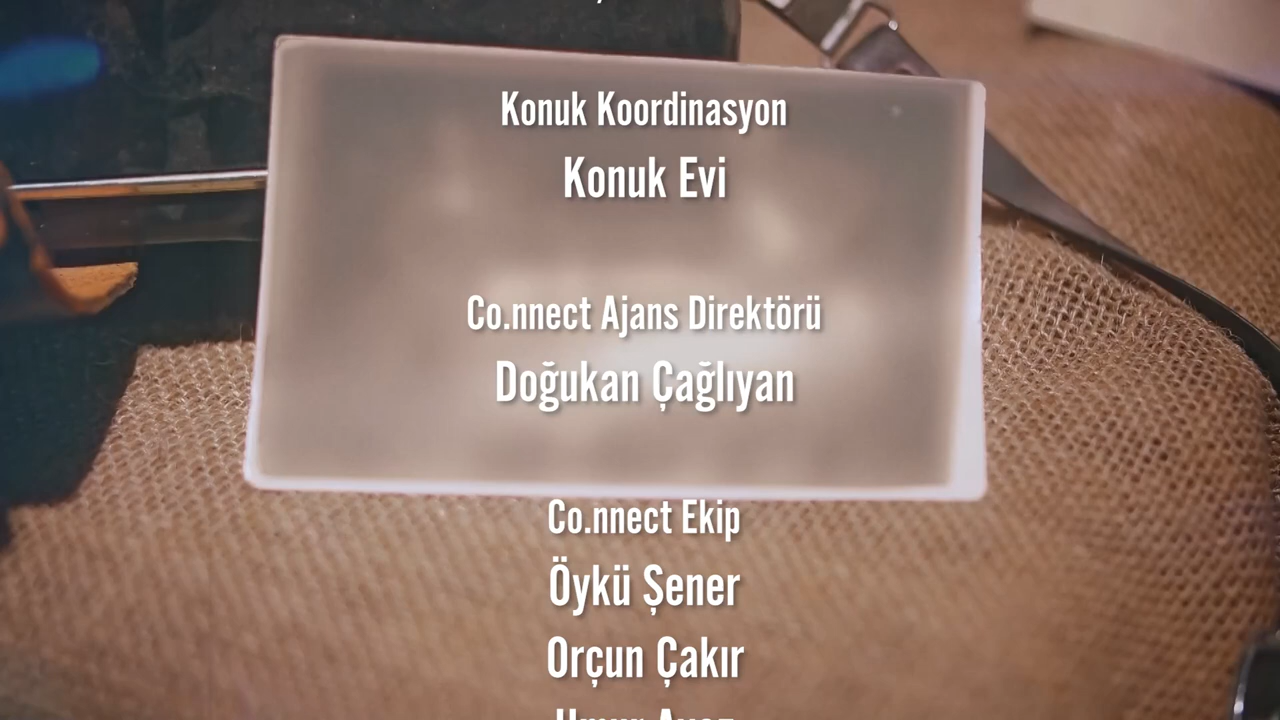 Konuk Koordinasyon
Konuk Evi
Co.nnect Ajans Direktörü
Doğukan Çağlıyan
Co.nnect Ekip
Öykü Şener
Orçun Çakır